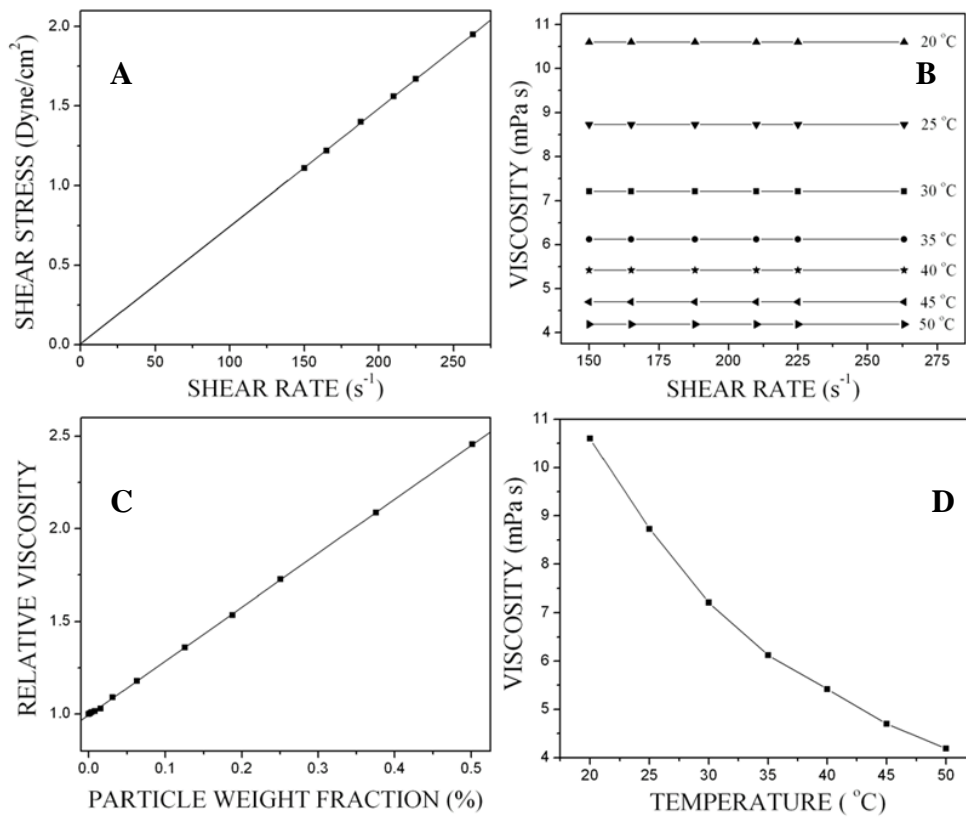 A
SHEAR STRESS (Dyne/cm²)
2.0
1.5
1.0
0.5
0.0
0 50 100 150 200 250
SHEAR RATE (s⁻¹)
B
VISCOSITY (mPa s)
11
10
9
8
7
6
5
4
20 °C
25 °C
30 °C
35 °C
40 °C
45 °C
50 °C
150 175 200 225 250 275
SHEAR RATE (s⁻¹)
C
RELATIVE VISCOSITY
2.5
2.0
1.5
1.0
0.0 0.1 0.2 0.3 0.4 0.5
PARTICLE WEIGHT FRACTION (%)
D
VISCOSITY (mPa s)
11
10
9
8
7
6
5
4
20 25 30 35 40 45 50
TEMPERATURE ( °C)